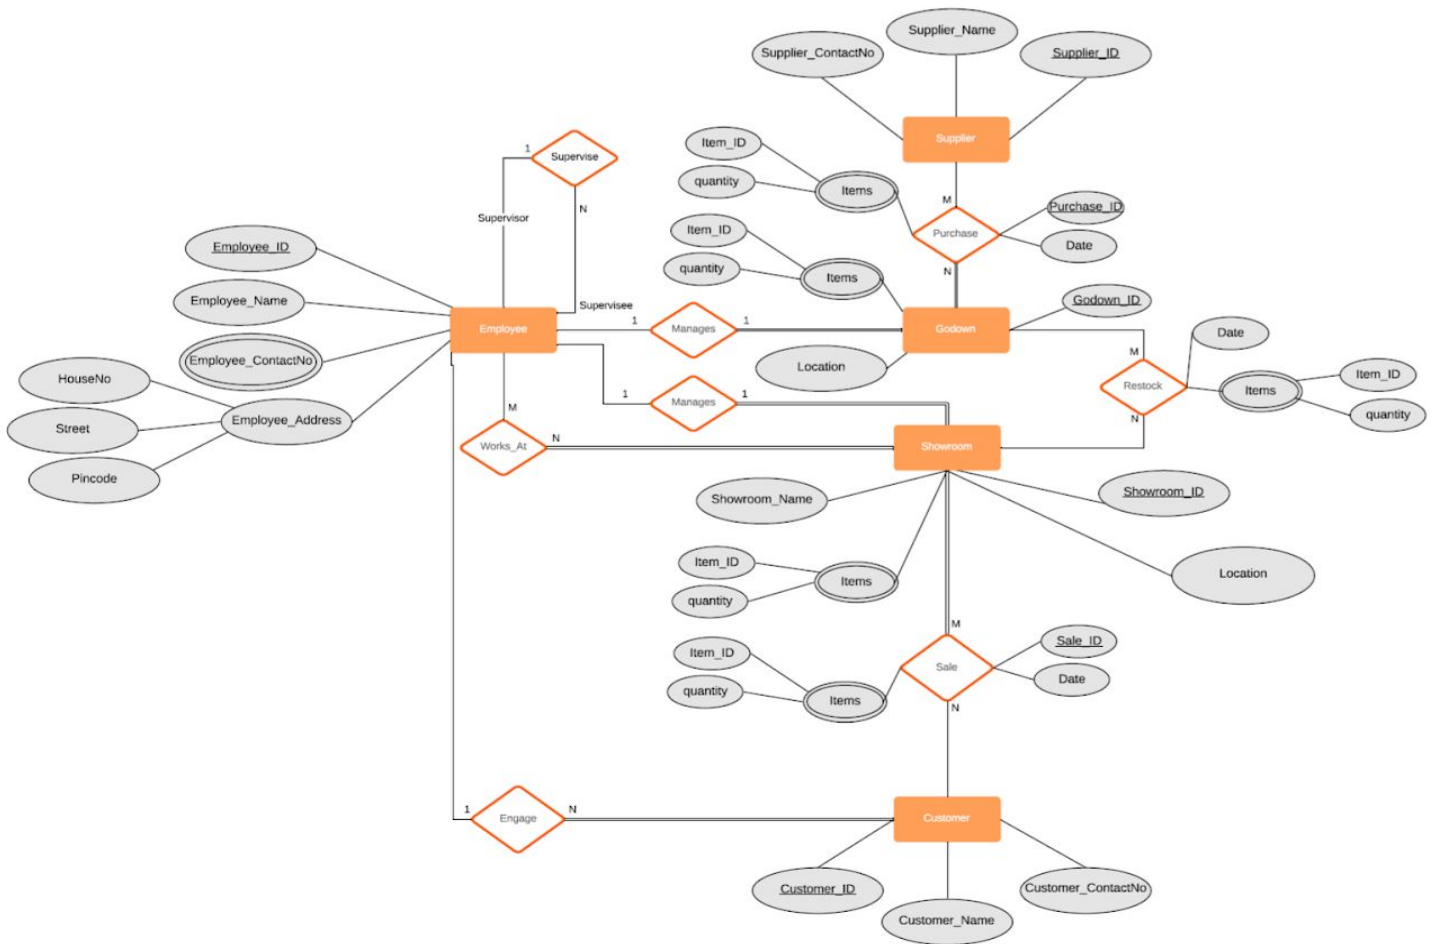 Supplier_Name
Supplier_ContactNo
Supplier_ID
Supplier
Item_ID
quantity
Items
M
Purchase_ID
Purchase
Date
N
1
Supervise
N
Supervisor
Supervisee
Item_ID
quantity
Items
Employee_ID
Employee_Name
Employee_ContactNo
HouseNo
Street
Pincode
Employee_Address
Employee
1
Manages
1
Godown
Godown_ID
Location
1
Manages
1
M
Restock
N
Date
Items
Item_ID
quantity
M
Works_At
N
Showroom
Showroom_Name
Showroom_ID
Location
Item_ID
quantity
Items
M
Item_ID
quantity
Items
Sale
Sale_ID
Date
N
1
Engage
N
Customer
Customer_ID
Customer_Name
Customer_ContactNo